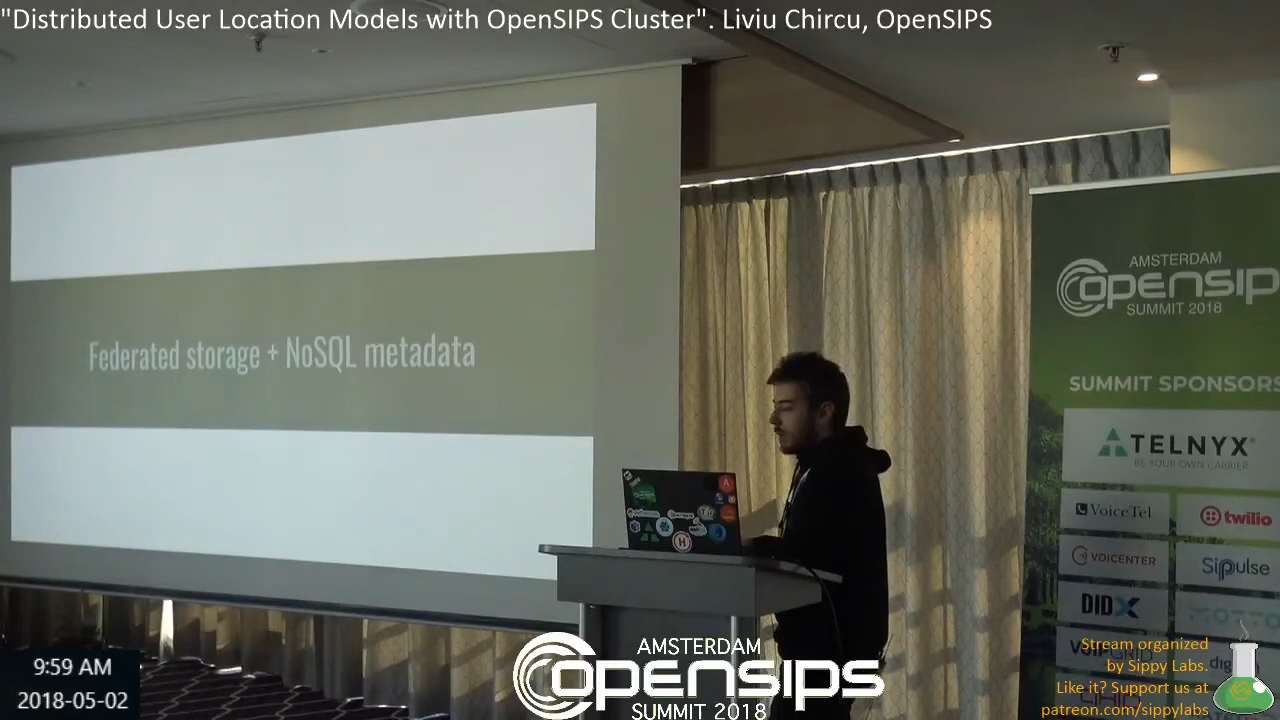 "Distributed User Location Models with OpenSIPS Cluster". Liviu Chircu, OpenSIPS
Federated storage + NoSQL metadata
AMSTERDAM
OPENSIPS
SUMMIT 2018
SUMMIT SPONSORS
TELNYX
BE YOUR OWN CARRIER
VoiceTel
twilio
VOICENTER
Sipulse
DIDX
9:59 AM
2018-05-02
AMSTERDAM
OPENSIPS
SUMMIT 2018
Stream organized
by Sippy Labs.
Like it? Support us at
patreon.com/sippylabs